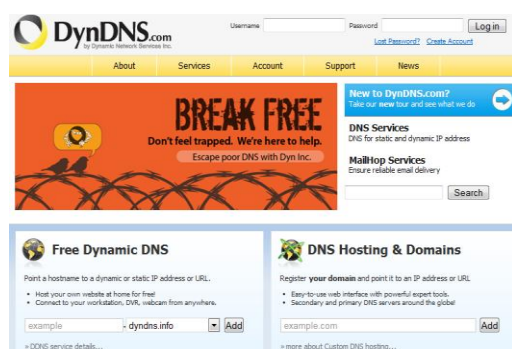 DynDNS.com
by Dynamic Network Services Inc.
Username
Password
Log in
Lost Password? Create Account
About Services Account Support News
BREAK FREE
Don't feel trapped. We're here to help.
Escape poor DNS with Dyn Inc.
New to DynDNS.com?
Take our new tour and see what we do
DNS Services
DNS for static and dynamic IP address
MailHop Services
Ensure reliable email delivery
Search
Free Dynamic DNS
Point a hostname to a dynamic or static IP address or URL.
• Host your own website at home for free!
• Connect to your workstation, DVR, webcam from anywhere.
example - dyndns.info Add
» DDNS service details...
DNS Hosting & Domains
Register your domain and point it to an IP address or URL
• Easy-to-use web interface with powerful expert tools.
• Secondary and primary DNS servers around the globe!
example.com Add
» more about Custom DNS hosting...